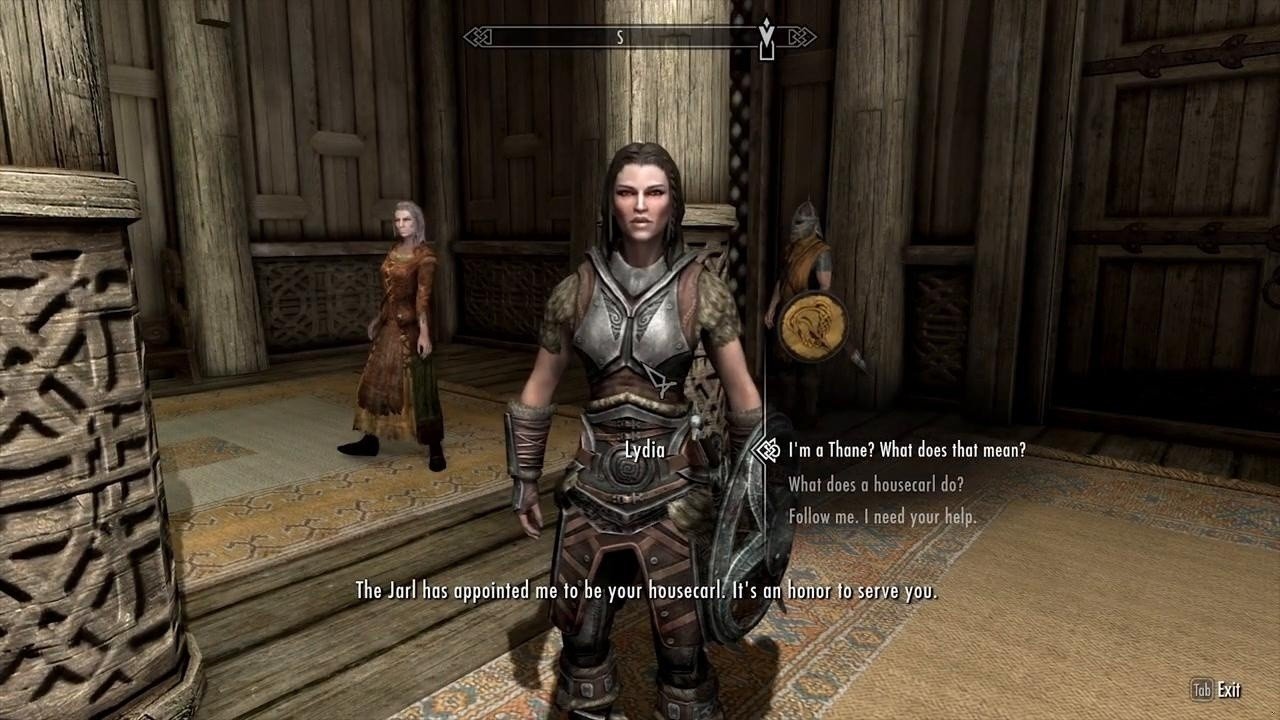 S
Lydia
I'm a Thane? What does that mean?
What does a housecarl do?
Follow me. I need your help.
The Jarl has appointed me to be your housecarl. It's an honor to serve you.
Tab Exit